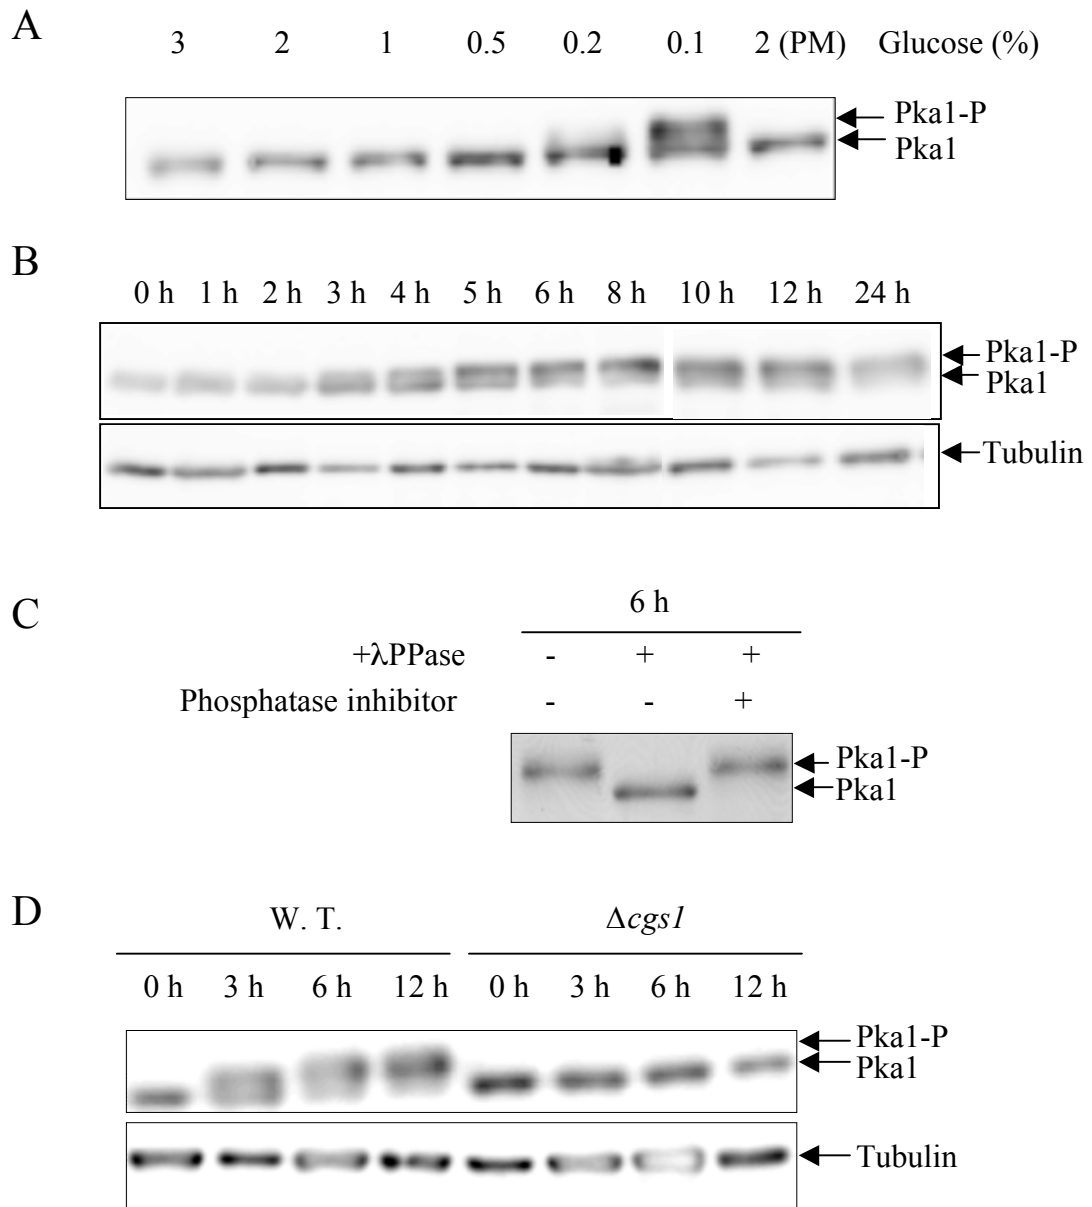 A
3 2 1 0.5 0.2 0.1 2 (PM) Glucose (%)
Pka1-P
Pka1
B
0 h 1 h 2 h 3 h 4 h 5 h 6 h 8 h 10 h 12 h 24 h
Pka1-P
Pka1
Tubulin
C
6 h
+λPPase - + +
Phosphatase inhibitor - - +
Pka1-P
Pka1
D
W. T. Δcgs1
0 h 3 h 6 h 12 h 0 h 3 h 6 h 12 h
Pka1-P
Pka1
Tubulin